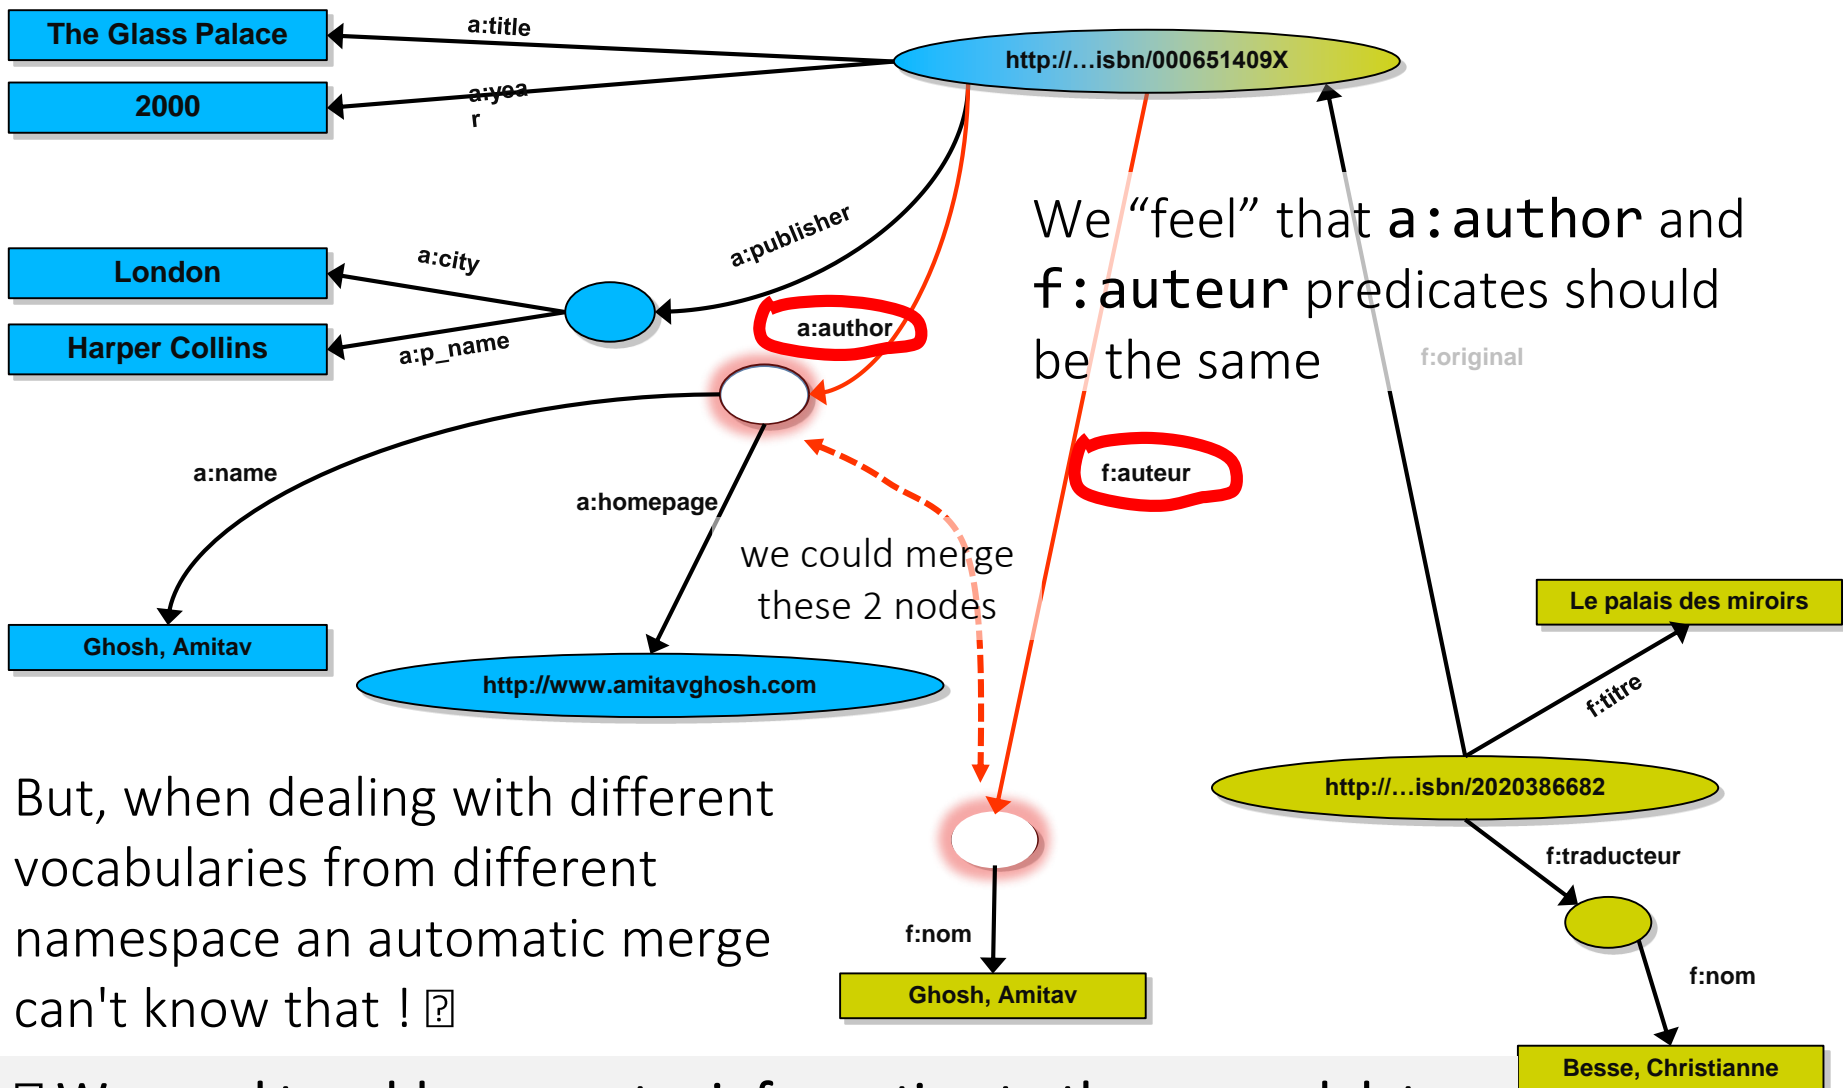 The Glass Palace
a:title
http://...isbn/000651409X
2000
a:yea
r
We “feel” that a:author and
f:auteur predicates should
be the same
f:original
a:publisher
London
a:city
Harper Collins
a:p_name
a:author
a:name
a:homepage
f:auteur
we could merge
these 2 nodes
Le palais des miroirs
Ghosh, Amitav
http://www.amitavghosh.com
f:titre
But, when dealing with different
vocabularies from different
namespace an automatic merge
can't know that !
http://...isbn/2020386682
f:traducteur
f:nom
Ghosh, Amitav
f:nom
Besse, Christianne